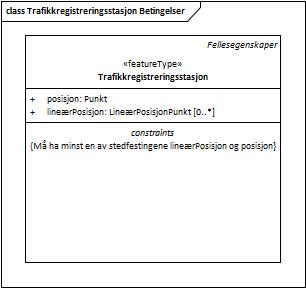 class Trafikkregistreringsstasjon Betingelser
Fellesegenskaper
«featureType»
Trafikkregistreringsstasjon
+ posisjon: Punkt
+ lineærPosisjon: LineærPosisjonPunkt [0..*]
constraints
{Må ha minst en av stedfestingene lineærPosisjon og posisjon}